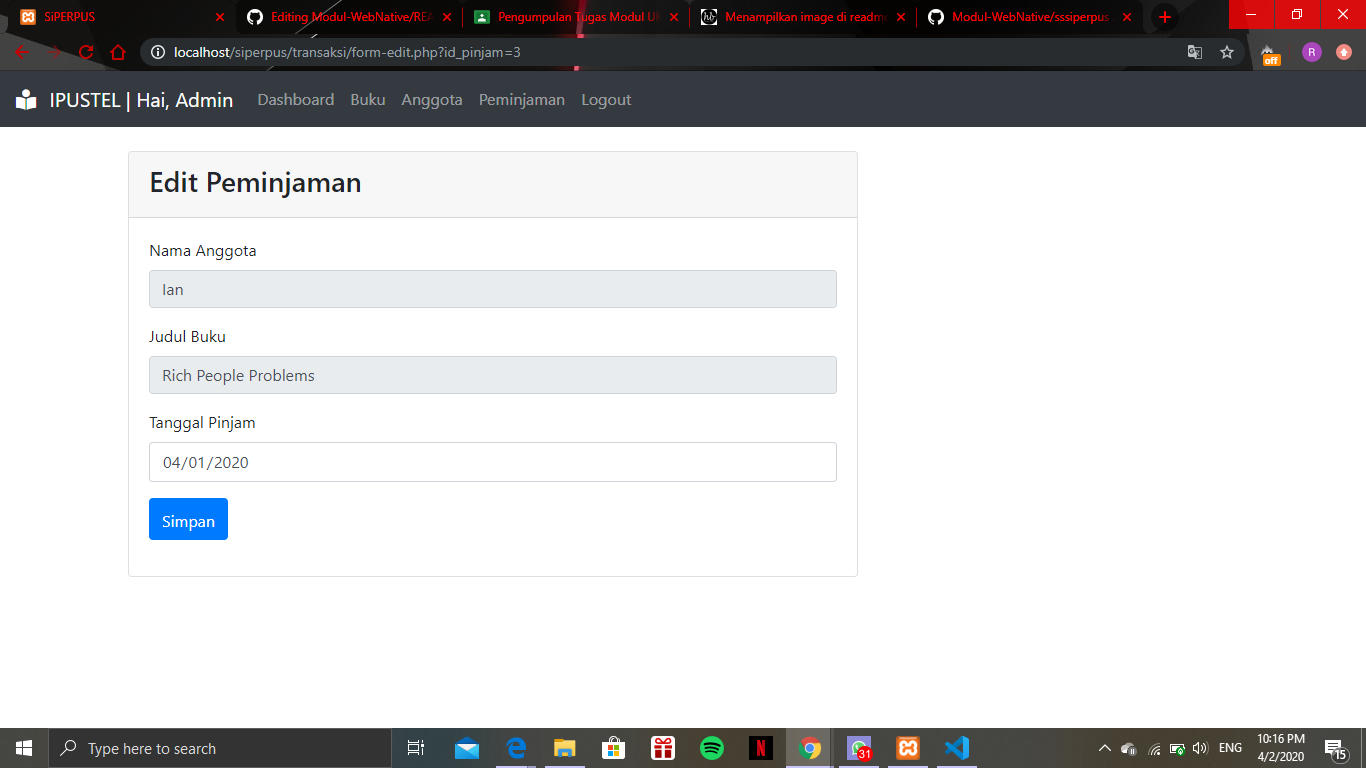 SiPERPUS
Editing Modul-WebNative/REA
Pengumpulan Tugas Modul UK
Menampilkan image di readme
Modul-WebNative/sssiperpus
localhost/siperpus/transaksi/form-edit.php?id_pinjam=3
off
R
IPUSTEL | Hai, Admin Dashboard Buku Anggota Peminjaman Logout
Edit Peminjaman
Nama Anggota
Ian
Judul Buku
Rich People Problems
Tanggal Pinjam
04/01/2020
Simpan
Type here to search
31
ENG
10:16 PM
4/2/2020
15